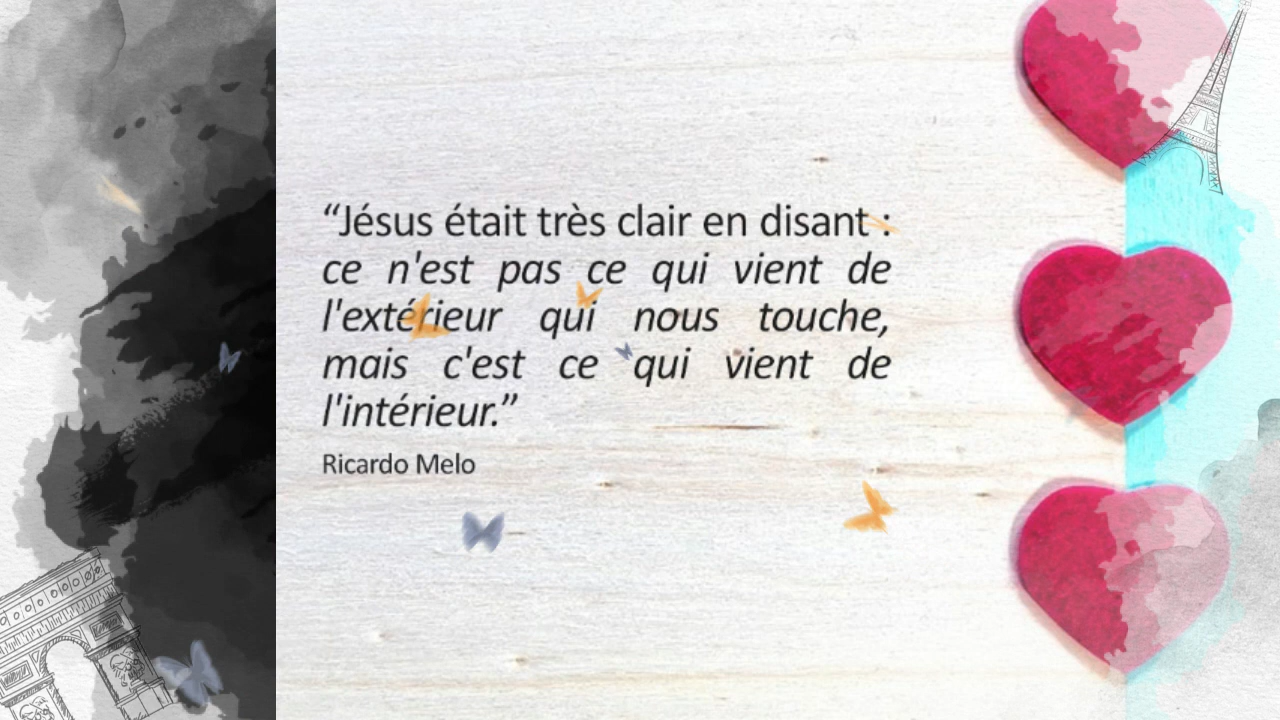 “Jésus était très clair en disant :
ce n'est pas ce qui vient de
l'extérieur qui nous touche,
mais c'est ce qui vient de
l'intérieur.”
Ricardo Melo